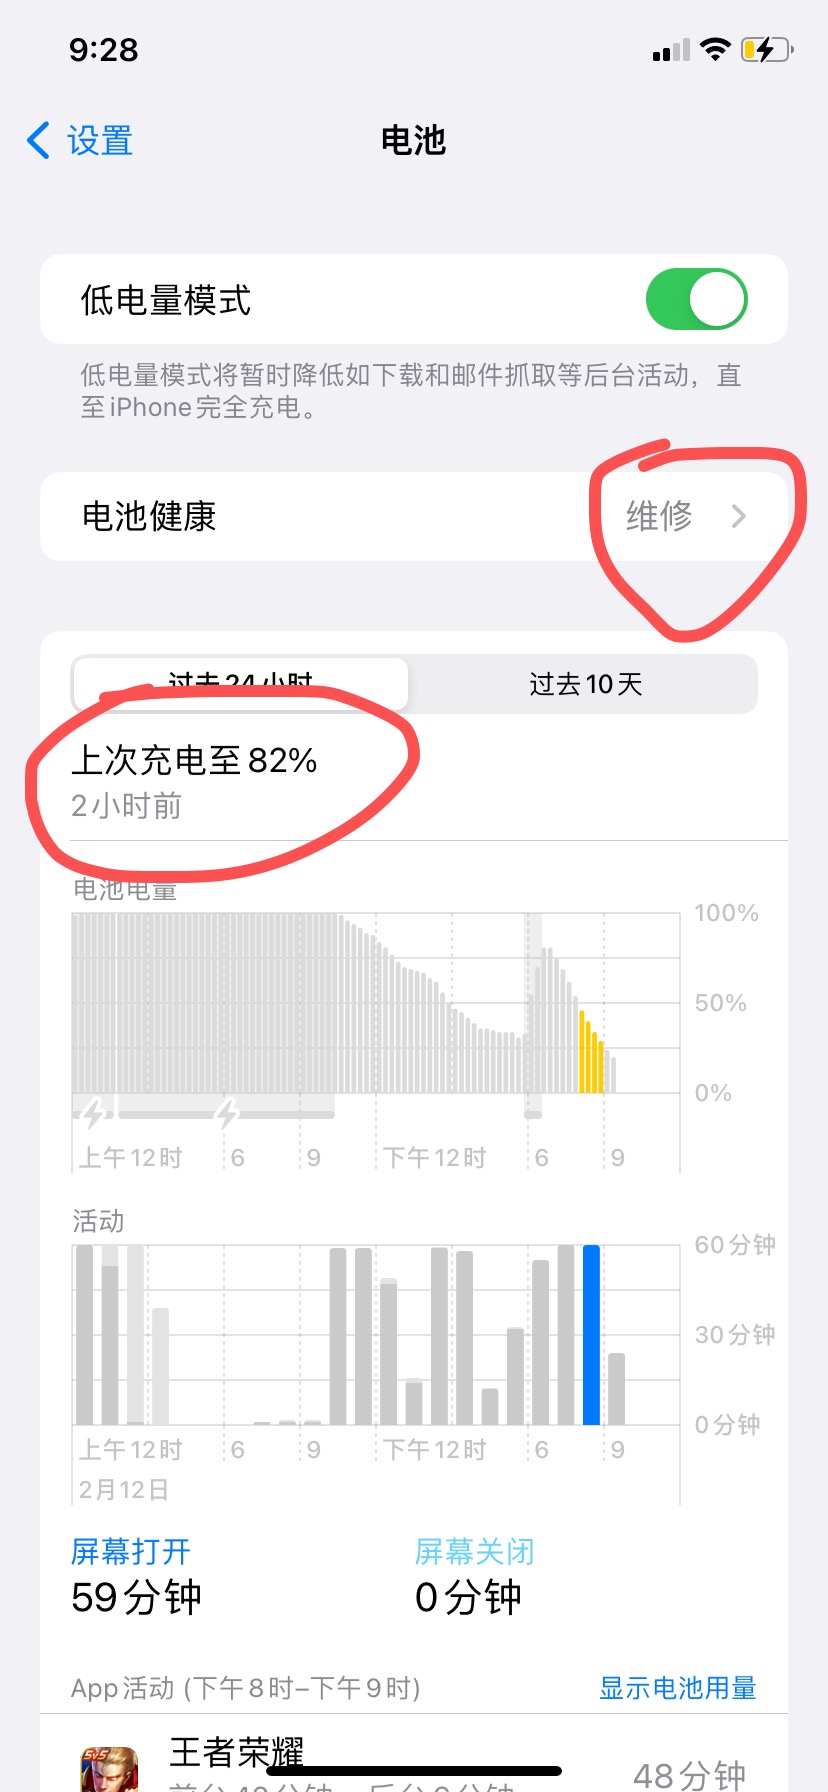 9:28
设置
电池
低电量模式
低电量模式将暂时降低如下载和邮件抓取等后台活动，直
至iPhone完全充电。
电池健康 维修
过去24小时 过去10天
上次充电至82%
2小时前
电池电量
100%
50%
0%
上午12时 6 9 下午12时 6 9
活动
60分钟
30分钟
0分钟
上午12时 6 9 下午12时 6 9
2月12日
屏幕打开 屏幕关闭
59分钟 0分钟
App活动 (下午8时–下午9时) 显示电池用量
5v5
王者荣耀
48分钟